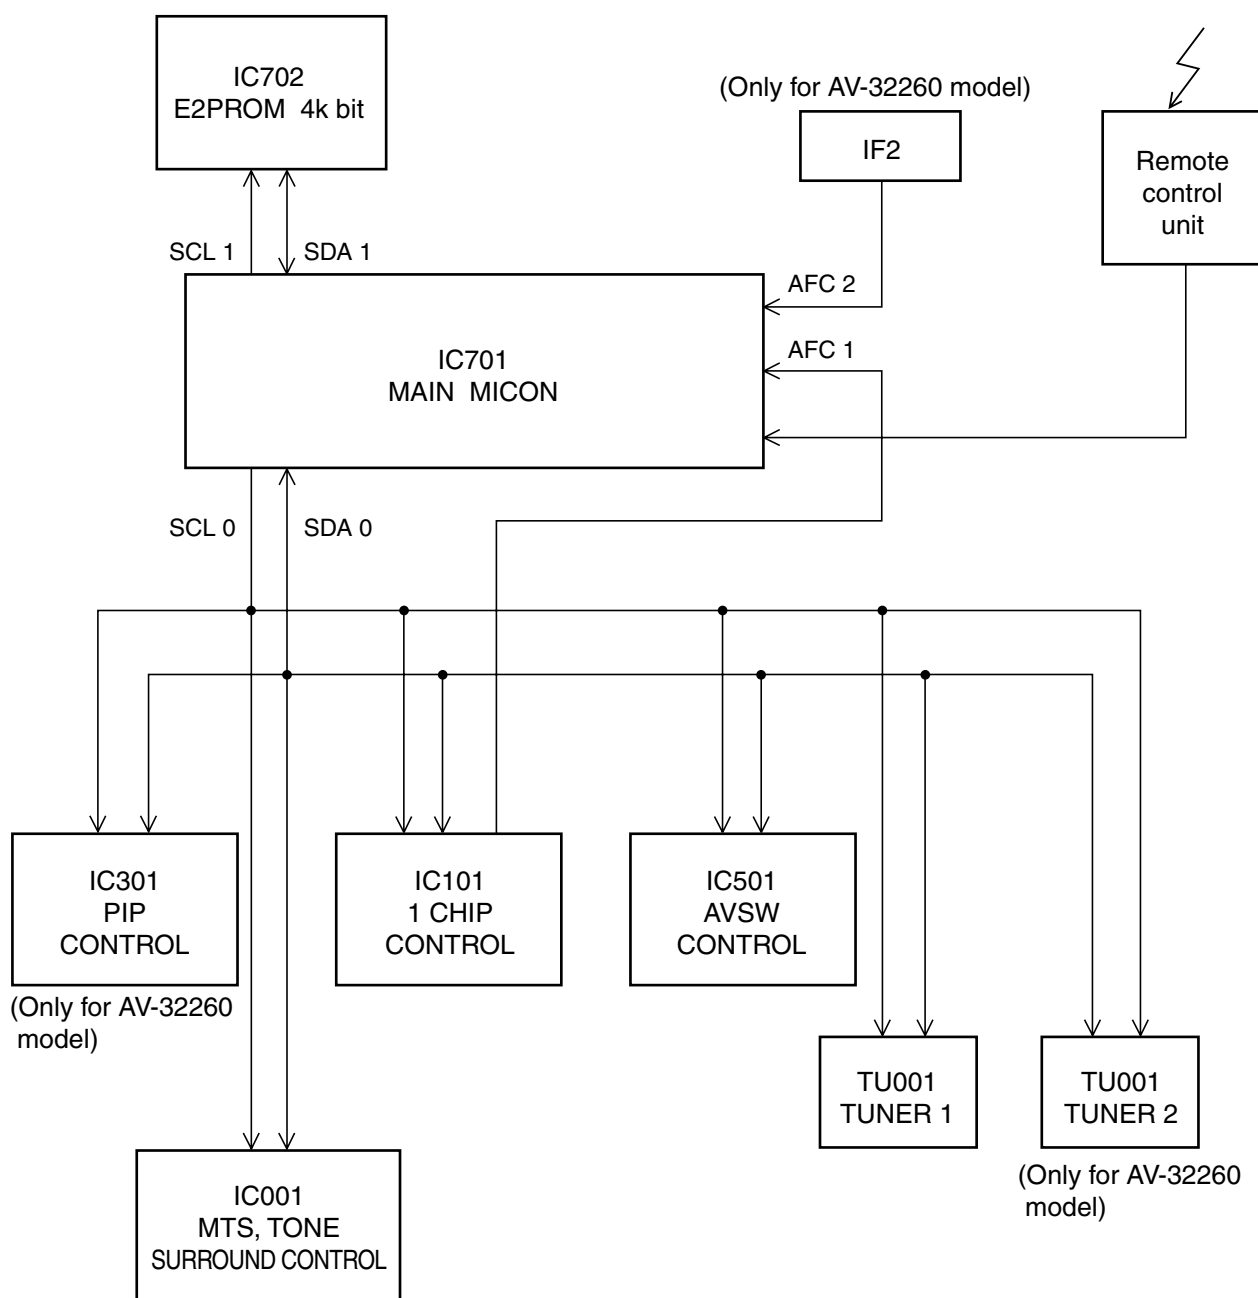 IC702
E2PROM 4k bit
(Only for AV-32260 model)
IF2
Remote
control
unit
SCL 1
SDA 1
AFC 2
IC701
MAIN MICON
AFC 1
SCL 0
SDA 0
IC301
PIP
CONTROL
(Only for AV-32260
model)
IC101
1 CHIP
CONTROL
IC501
AVSW
CONTROL
TU001
TUNER 1
TU001
TUNER 2
(Only for AV-32260
model)
IC001
MTS, TONE
SURROUND CONTROL